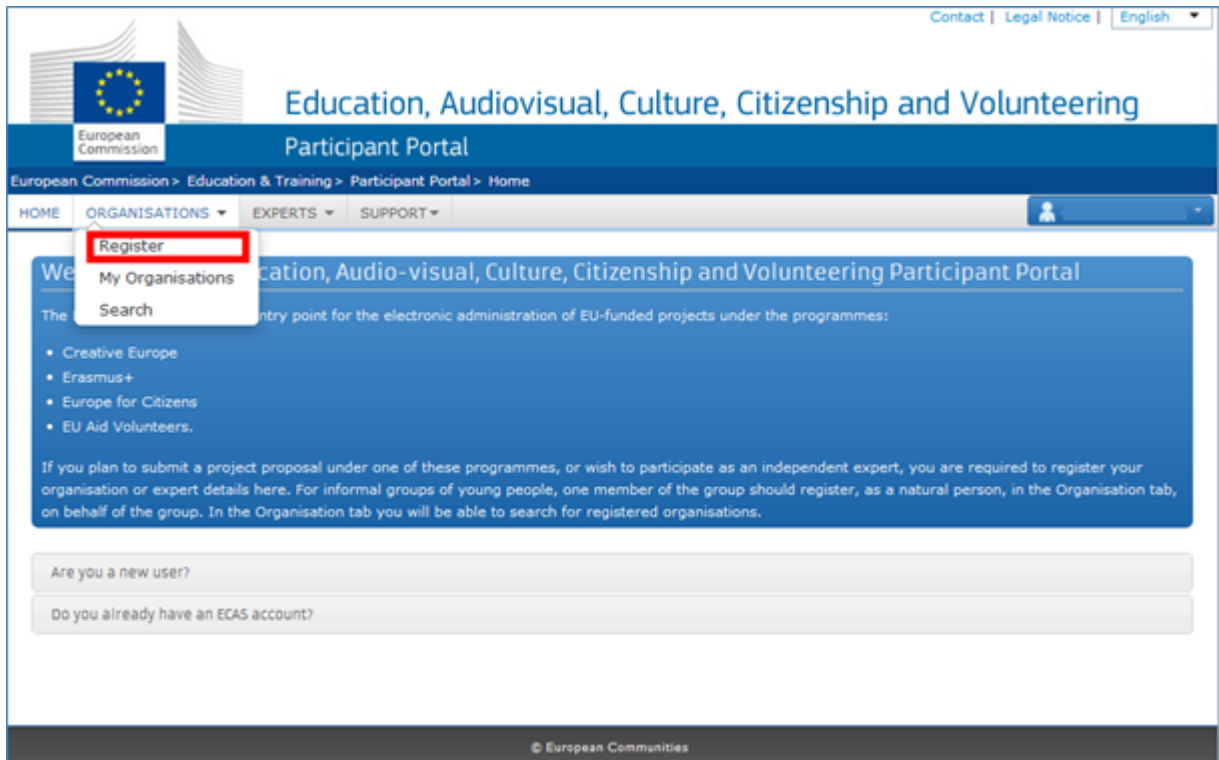 Contact | Legal Notice | English
Education, Audiovisual, Culture, Citizenship and Volunteering
European
Commission
Participant Portal
European Commission > Education & Training > Participant Portal > Home
HOME ORGANISATIONS EXPERTS SUPPORT
Register
My Organisations
Search
We cation, Audio-visual, Culture, Citizenship and Volunteering Participant Portal
The ntry point for the electronic administration of EU-funded projects under the programmes:
• Creative Europe
• Erasmus+
• Europe for Citizens
• EU Aid Volunteers.
If you plan to submit a project proposal under one of these programmes, or wish to participate as an independent expert, you are required to register your
organisation or expert details here. For informal groups of young people, one member of the group should register, as a natural person, in the Organisation tab,
on behalf of the group. In the Organisation tab you will be able to search for registered organisations.
Are you a new user?
Do you already have an ECAS account?
© European Communities